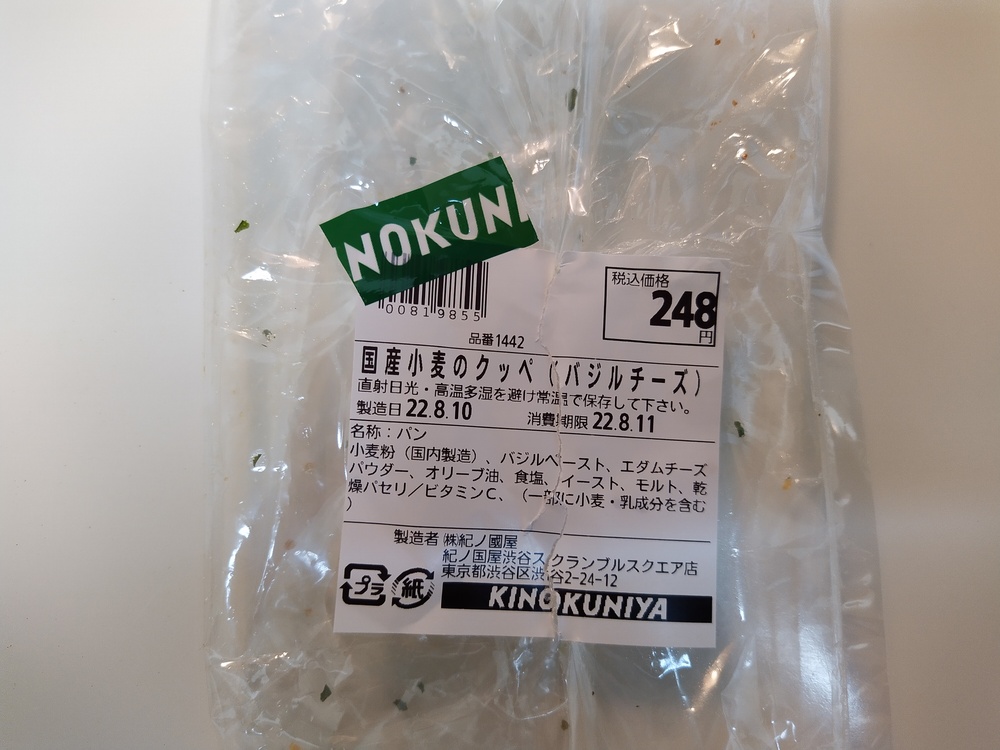 NOKUNI
00819855
税込価格
248
円
品番1442
国産小麦のクッペ(バジルチーズ)
直射日光・高温多湿を避け常温で保存して下さい。
製造日 22.8.10 消費期限 22.8.11
名称:パン
小麦粉(国内製造)、バジルペースト、エダムチーズ
パウダー、オリーブ油、食塩、イースト、モルト、乾
燥パセリ/ビタミンC、(一部に小麦・乳成分を含む
)
製造者 ㈱紀ノ國屋
紀ノ国屋渋谷スクランブルスクエア店
東京都渋谷区渋谷2-24-12
プラ 紙 KINOKUNIYA